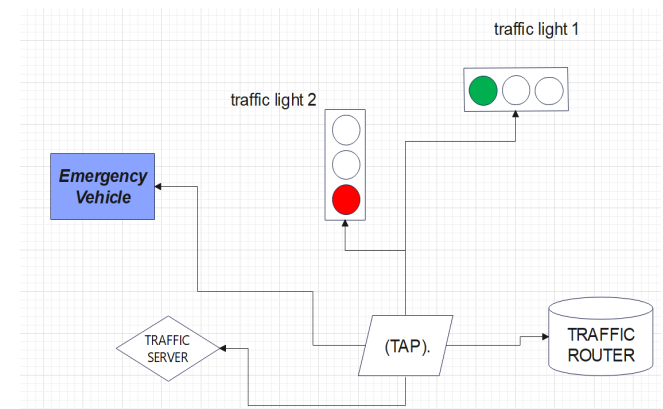 traffic light 1
traffic light 2
Emergency
Vehicle
TRAFFIC
SERVER
(TAP).
TRAFFIC
ROUTER